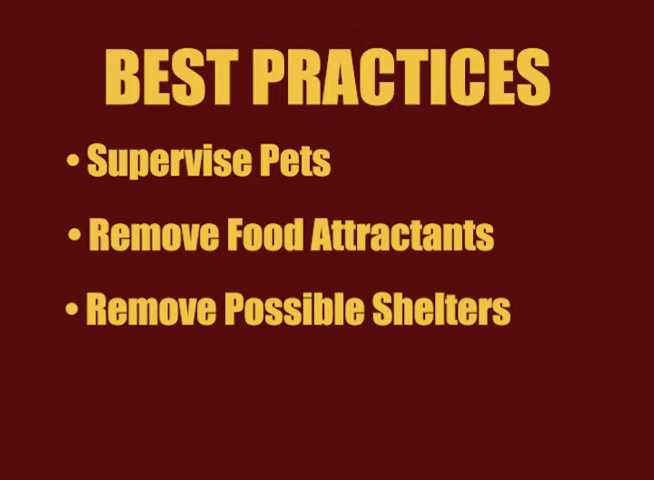 BEST PRACTICES
• Supervise Pets
• Remove Food Attractants
• Remove Possible Shelters